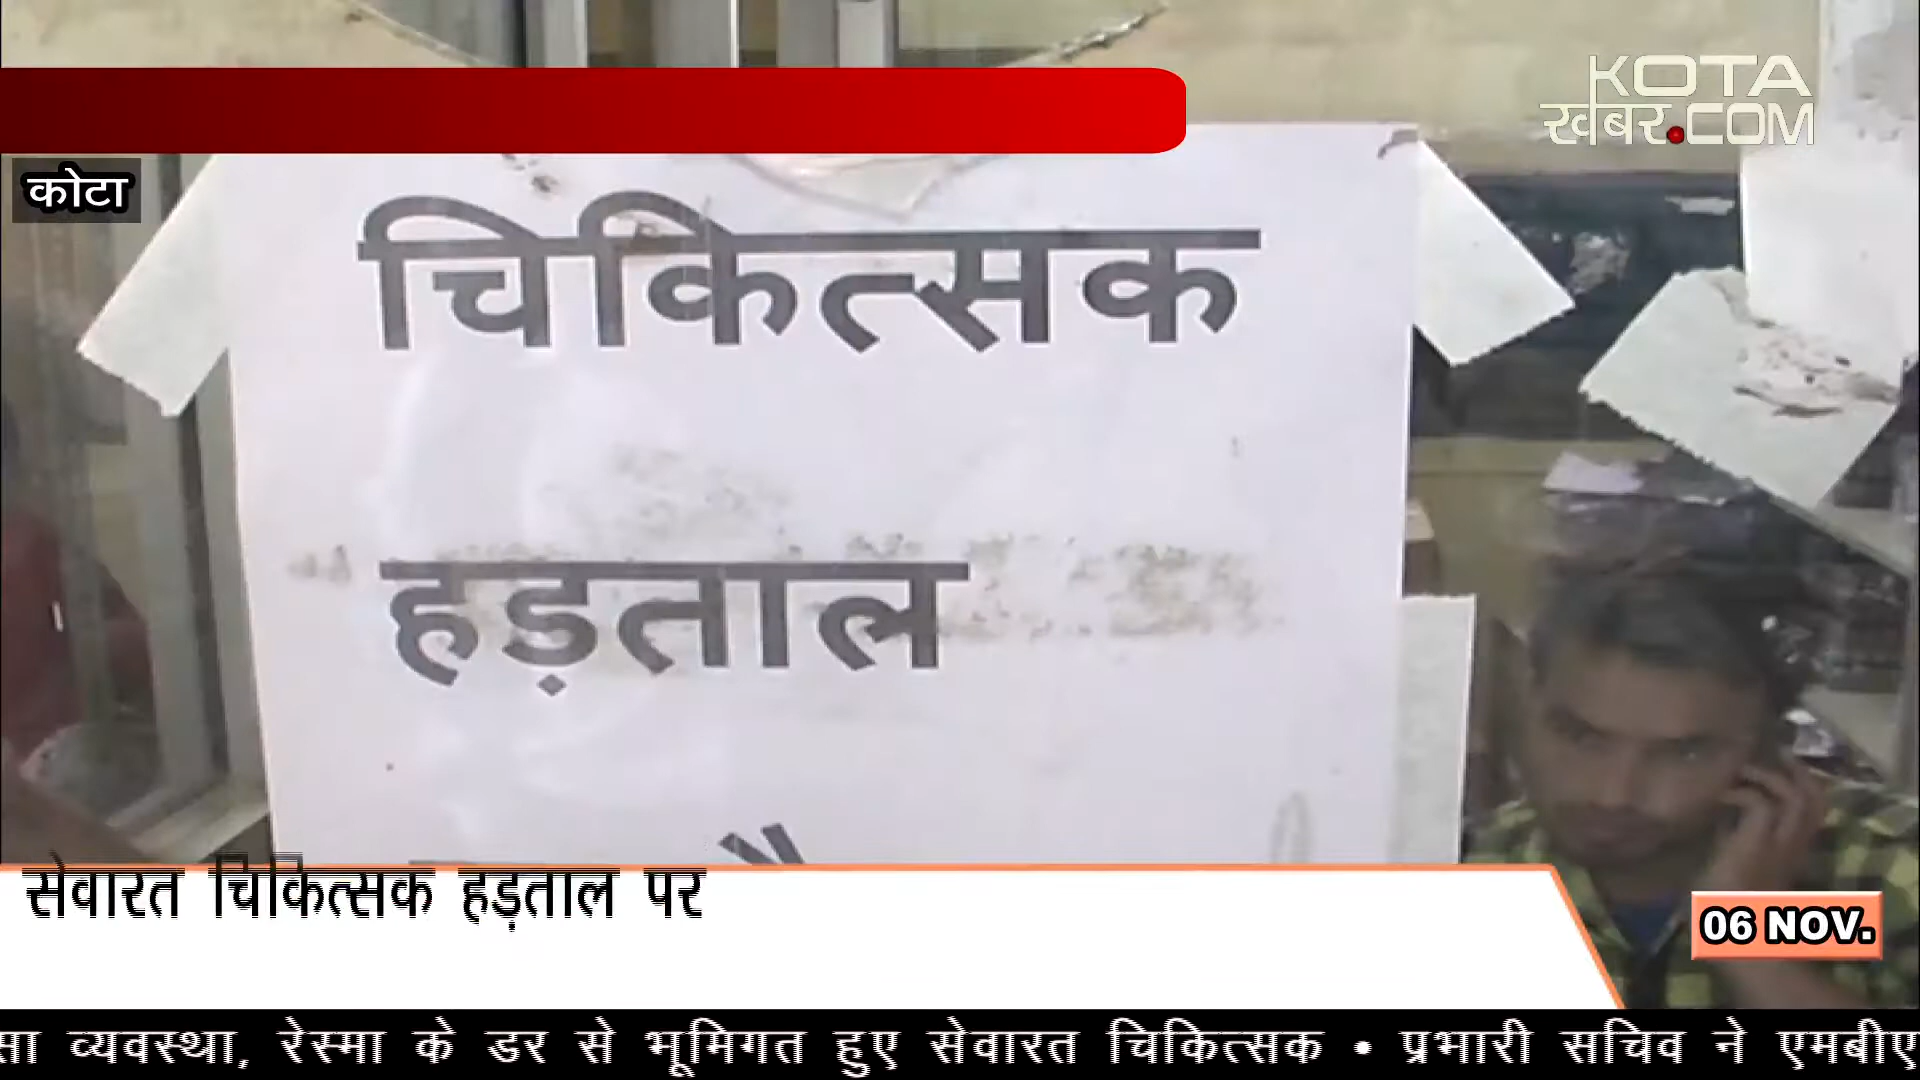 KOTA
खबर.COM
कोटा
चिकित्सक
हड़ताल
सेवारत चिकित्सक हड़ताल पर
06 NOV.
व्यवस्था, रेस्मा के डर से भूमिगत हुए सेवारत चिकित्सक • प्रभारी सचिव ने